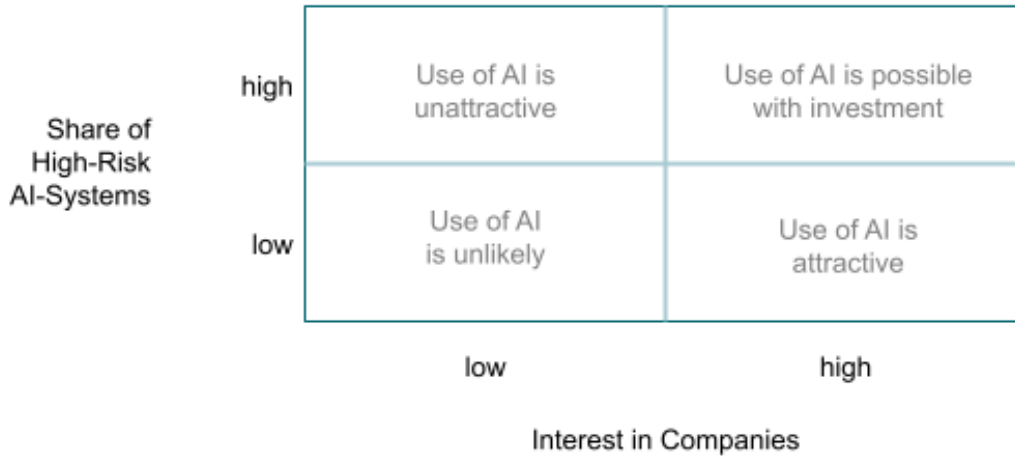 high
Use of AI is
unattractive
Use of AI is possible
with investment
Share of
High-Risk
AI-Systems
low
Use of AI
is unlikely
Use of AI is
attractive
low
high
Interest in Companies